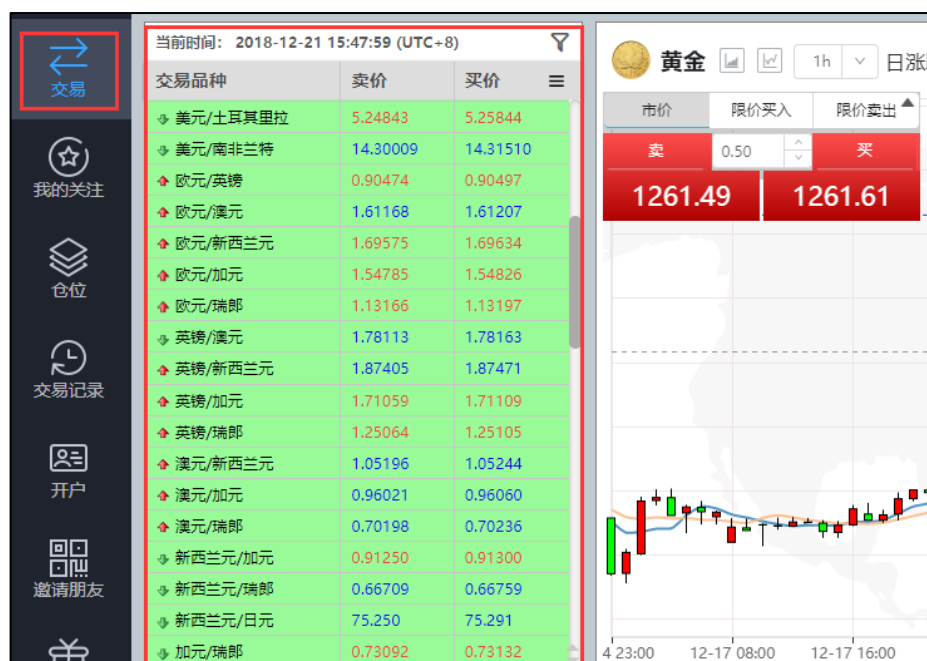 交易
我的关注
仓位
交易记录
开户
邀请朋友
当前时间: 2018-12-21 15:47:59 (UTC+8)
交易品种 卖价 买价
美元/土耳其里拉 5.24843 5.25844
美元/南非兰特 14.30009 14.31510
欧元/英镑 0.90474 0.90497
欧元/澳元 1.61168 1.61207
欧元/新西兰元 1.69575 1.69634
欧元/加元 1.54785 1.54826
欧元/瑞郎 1.13166 1.13197
英镑/澳元 1.78113 1.78163
英镑/新西兰元 1.87405 1.87471
英镑/加元 1.71059 1.71109
英镑/瑞郎 1.25064 1.25105
澳元/新西兰元 1.05196 1.05244
澳元/加元 0.96021 0.96060
澳元/瑞郎 0.70198 0.70236
新西兰元/加元 0.91250 0.91300
新西兰元/瑞郎 0.66709 0.66759
新西兰元/日元 75.250 75.291
加元/瑞郎 0.73092 0.73132
黄金 1h 日涨
市价 限价买入 限价卖出
卖 0.50 买
1261.49 1261.61
4 23:00 12-17 08:00 12-17 16:00